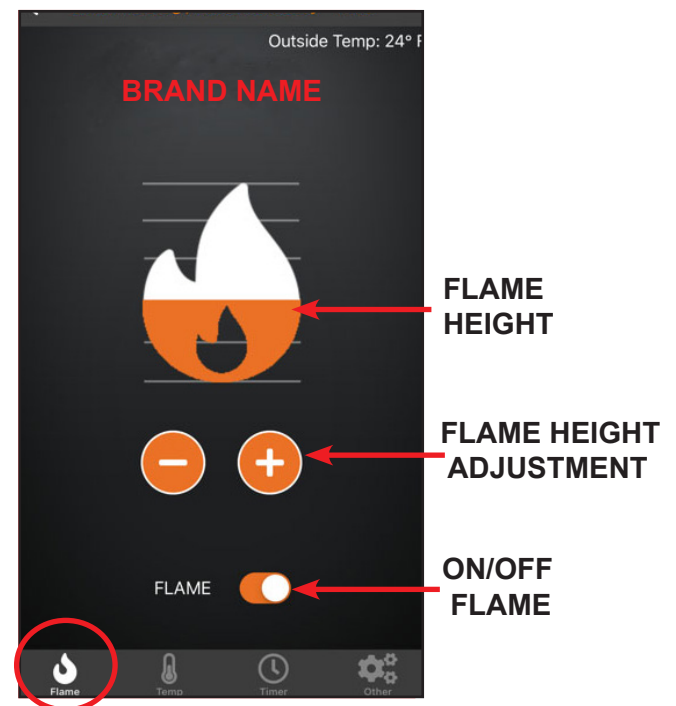 Outside Temp: 24° F
BRAND NAME
FLAME
HEIGHT
FLAME HEIGHT
ADJUSTMENT
ON/OFF
FLAME
FLAME
Flame
Temp
Timer
Other